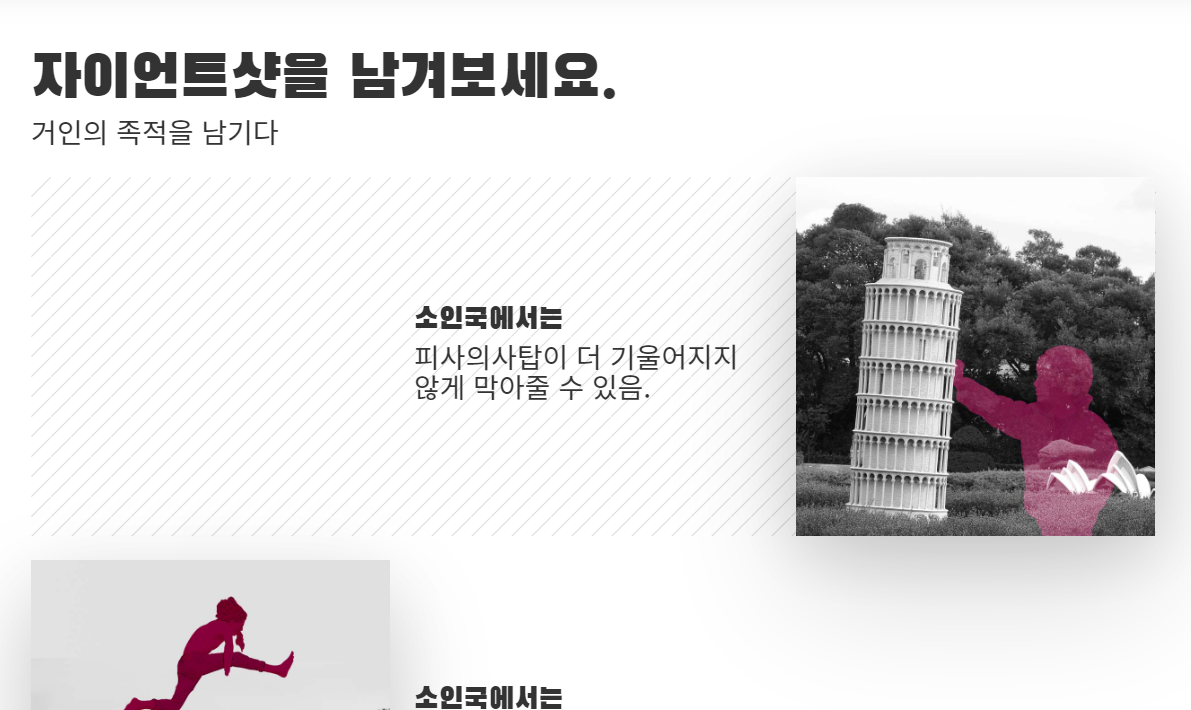 자이언트샷을 남겨보세요.
거인의 족적을 남기다
소인국에서는
피사의사탑이 더 기울어지지
않게 막아줄 수 있음.
소인국에서는